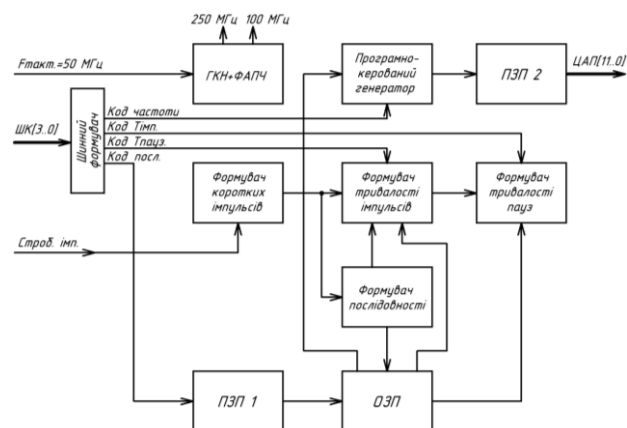 250 МГц
100 МГц
Fтакт.=50 МГц
ГКН+ФАПЧ
Програмно-
керований
генератор
ПЗП 2
ЦАП[11..0]
ШК[3..0]
Шинний
формувач
Код частоти
Код Тімп.
Код Тпауз.
Код посл.
Формувач
коротких
імпульсів
Формувач
тривалості
імпульсів
Формувач
тривалості
пауз
Строб. імп.
Формувач
послідовності
ПЗП 1
ОЗП